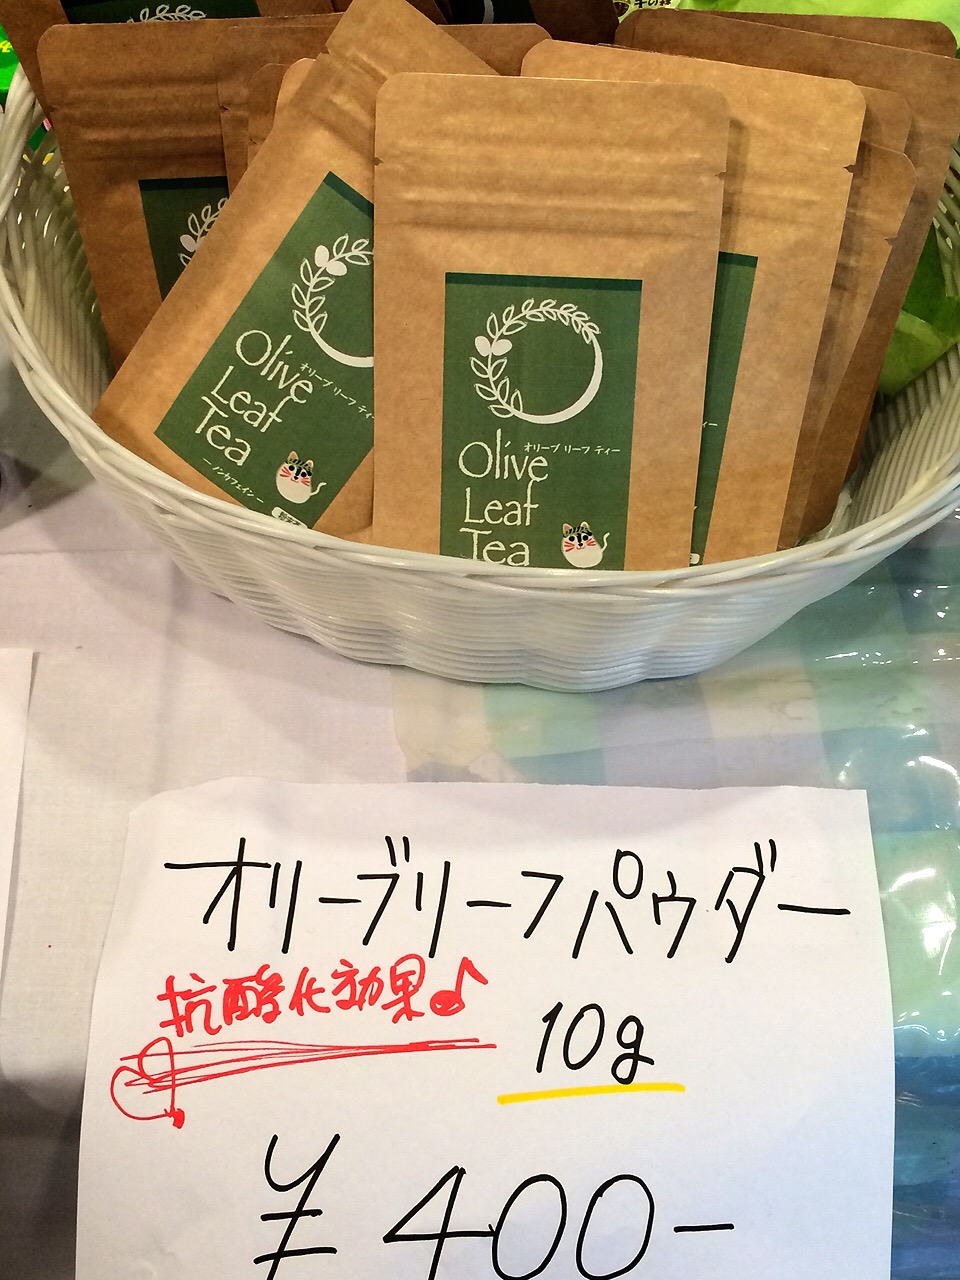 Olive
オリーブ リーフ ティー
Leaf
Tea
ーノンカフェインー
Olive
オリーブ リーフ ティー
Leaf
Tea
オリーブリーフパウダー
抗酸化効果♪
10g
¥400-